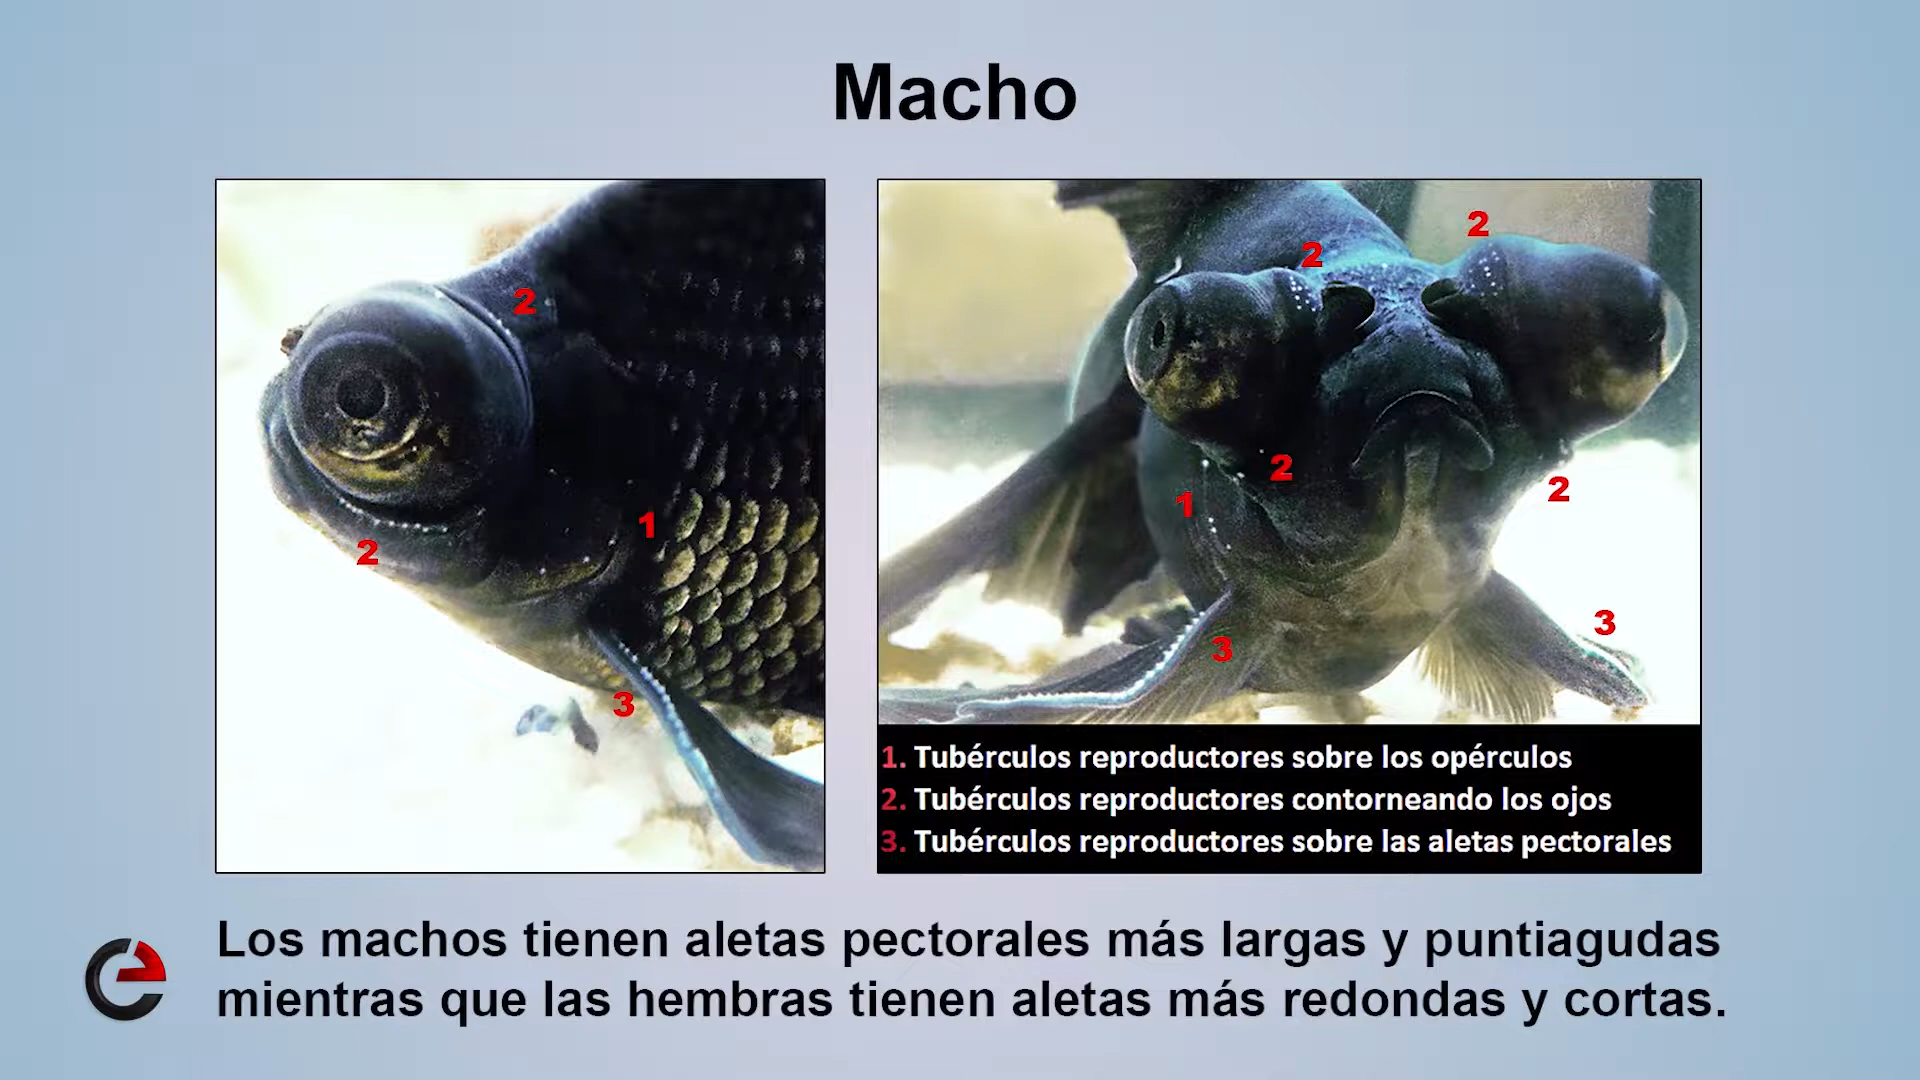 Macho
2
2
1
3
2
2
2
1
2
3
3
1. Tubérculos reproductores sobre los opérculos
2. Tubérculos reproductores contorneando los ojos
3. Tubérculos reproductores sobre las aletas pectorales
Los machos tienen aletas pectorales más largas y puntiagudas
mientras que las hembras tienen aletas más redondas y cortas.